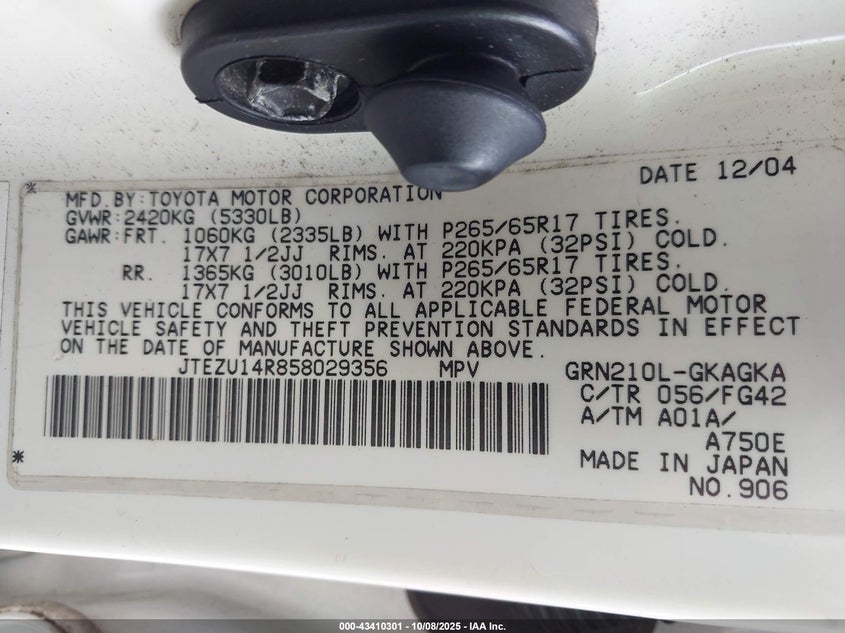 DATE 12/04
MFD.BY:TOYOTA MOTOR CORPORATION
GVWR:2420KG (5330LB)
GAWR:FRT. 1060KG (2335LB) WITH P265/65R17 TIRES.
17X7 1/2JJ RIMS. AT 220KPA (32PSI) COLD.
RR. 1365KG (3010LB) WITH P265/65R17 TIRES.
17X7 1/2JJ RIMS. AT 220KPA (32PSI) COLD.
THIS VEHICLE CONFORMS TO ALL APPLICABLE FEDERAL MOTOR
VEHICLE SAFETY AND THEFT PREVENTION STANDARDS IN EFFECT
ON THE DATE OF MANUFACTURE SHOWN ABOVE.
JTEZU14R858029356 MPV GRN210L-GKAGKA
C/TR 056/FG42
A/TM A01A/
A750E
MADE IN JAPAN
NO.906
000-43410301 - 10/08/2025 - IAA Inc.